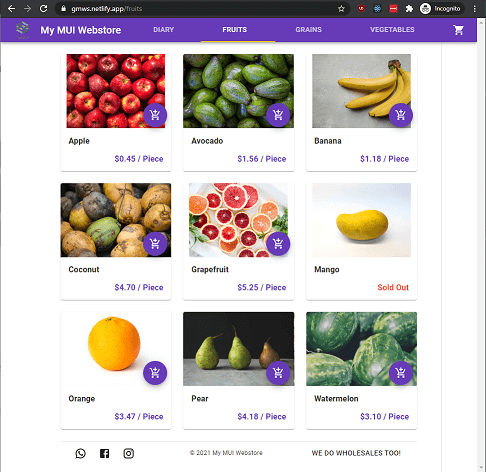 gmws.netlify.app/fruits
Incognito
My MUI Webstore
DIARY
FRUITS
GRAINS
VEGETABLES
Apple
$0.45 / Piece
Avocado
$1.56 / Piece
Banana
$1.18 / Piece
Coconut
$4.70 / Piece
Grapefruit
$5.25 / Piece
Mango
Sold Out
Orange
$3.47 / Piece
Pear
$4.18 / Piece
Watermelon
$3.10 / Piece
© 2021 My MUI Webstore
WE DO WHOLESALES TOO!